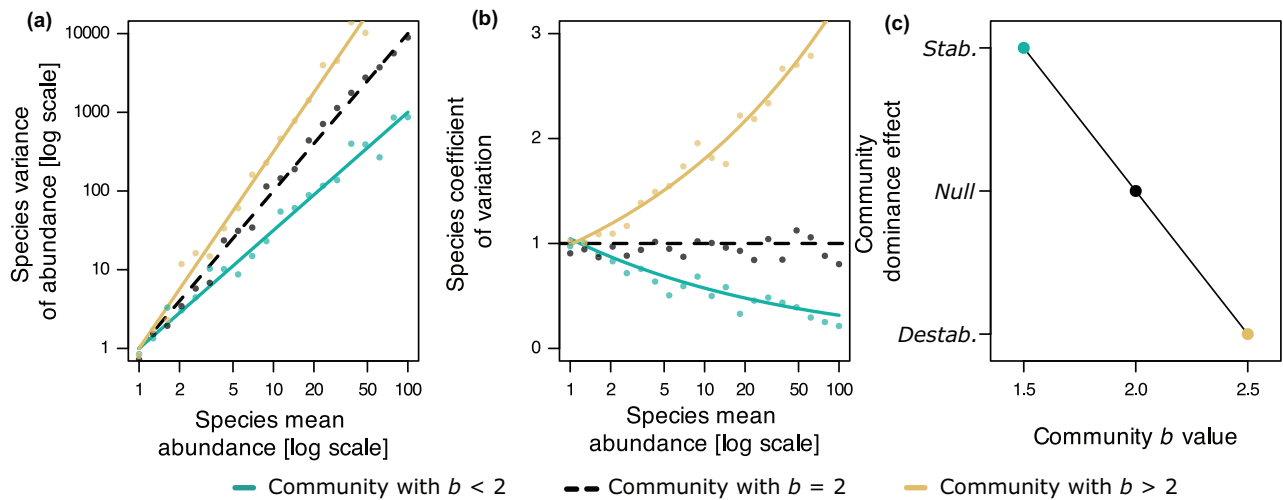 (a)
Species variance
of abundance [log scale]
10000
1000
100
10
1
1 2 5 10 20 50 100
Species mean
abundance [log scale]
(b)
Species coefficient
of variation
3
2
1
0
1 2 5 10 20 50 100
Species mean
abundance [log scale]
(c)
Community
dominance effect
Stab.
Null
Destab.
1.5 2.0 2.5
Community b value
Community with b < 2
Community with b = 2
Community with b > 2